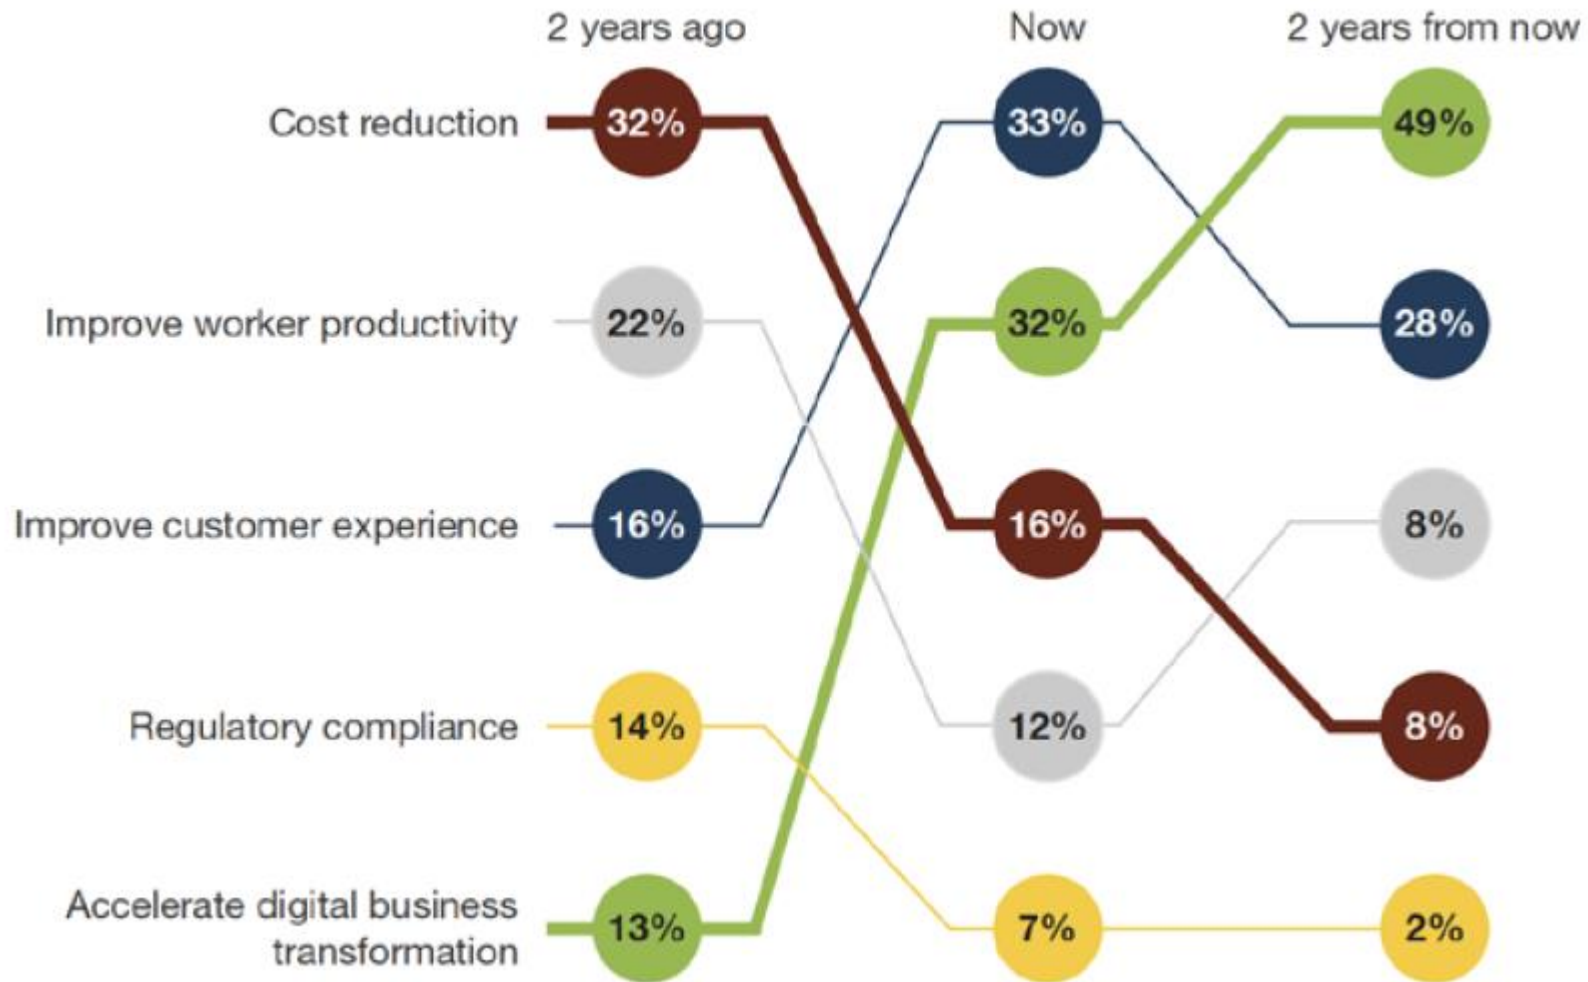 2 years ago Now 2 years from now
Cost reduction 32% 33% 49%
Improve worker productivity 22% 32% 28%
Improve customer experience 16% 16% 8%
Regulatory compliance 14% 12% 8%
Accelerate digital business
transformation 13% 7% 2%